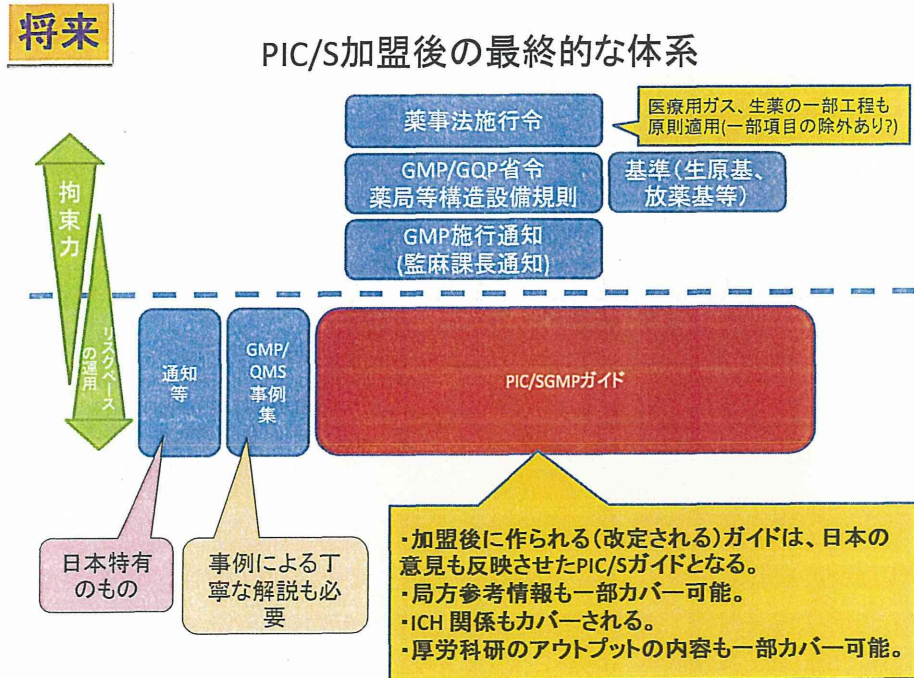 将来
PIC/S加盟後の最終的な体系
薬事法施行令
医療用ガス、生薬の一部工程も
原則適用(一部項目の除外あり?)
GMP/GQP省令
薬局等構造設備規則
基準(生原基、
放薬基等)
GMP施行通知
(監麻課長通知)
拘束力
リスクベース
の運用
通知
等
GMP/
QMS
事例
集
PIC/SGMPガイド
日本特有
のもの
事例による丁
寧な解説も必
要
・加盟後に作られる(改定される)ガイドは、日本の
意見も反映させたPIC/Sガイドとなる。
・局方参考情報も一部カバー可能。
・ICH 関係もカバーされる。
・厚労科研のアウトプットの内容も一部カバー可能。